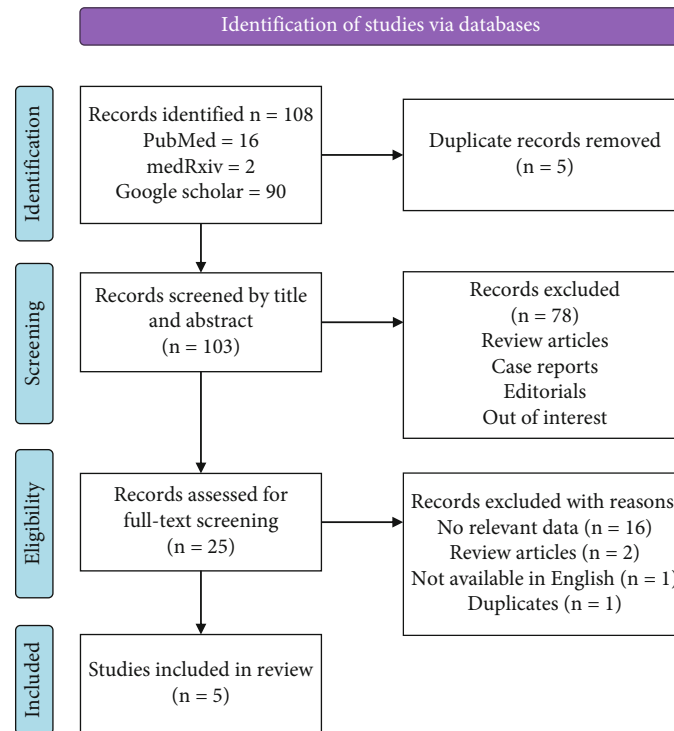 Identification of studies via databases
Identification
Records identified n = 108
PubMed = 16
medRxiv = 2
Google scholar = 90
Duplicate records removed
(n = 5)
Screening
Records screened by title
and abstract
(n = 103)
Records excluded
(n = 78)
Review articles
Case reports
Editorials
Out of interest
Eligibility
Records assessed for
full-text screening
(n = 25)
Records excluded with reasons
No relevant data (n = 16)
Review articles (n = 2)
Not available in English (n = 1)
Duplicates (n = 1)
Included
Studies included in review
(n = 5)